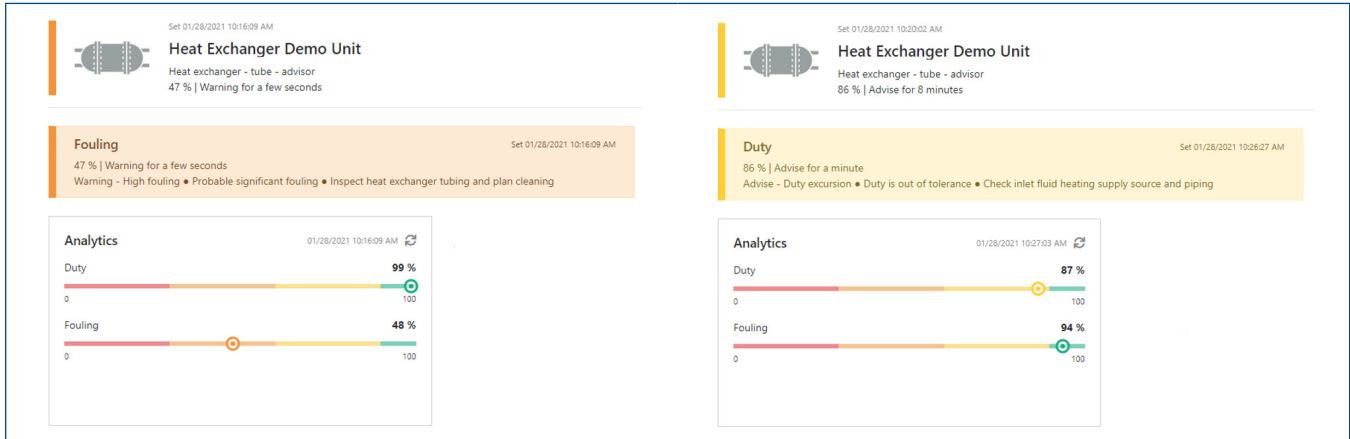 Set 01/28/2021 10:16:09 AM
Heat Exchanger Demo Unit
Heat exchanger - tube - advisor
47 % | Warning for a few seconds
Fouling
Set 01/28/2021 10:16:09 AM
47 % | Warning for a few seconds
Warning - High fouling ● Probable significant fouling ● Inspect heat exchanger tubing and plan cleaning
Analytics
01/28/2021 10:16:09 AM
Duty
99 %
0
100
Fouling
48 %
0
100
Set 01/28/2021 10:20:02 AM
Heat Exchanger Demo Unit
Heat exchanger - tube - advisor
86 % | Advise for 8 minutes
Duty
Set 01/28/2021 10:26:27 AM
86 % | Advise for a minute
Advise - Duty excursion ● Duty is out of tolerance ● Check inlet fluid heating supply source and piping
Analytics
01/28/2021 10:27:03 AM
Duty
87 %
0
100
Fouling
94 %
0
100